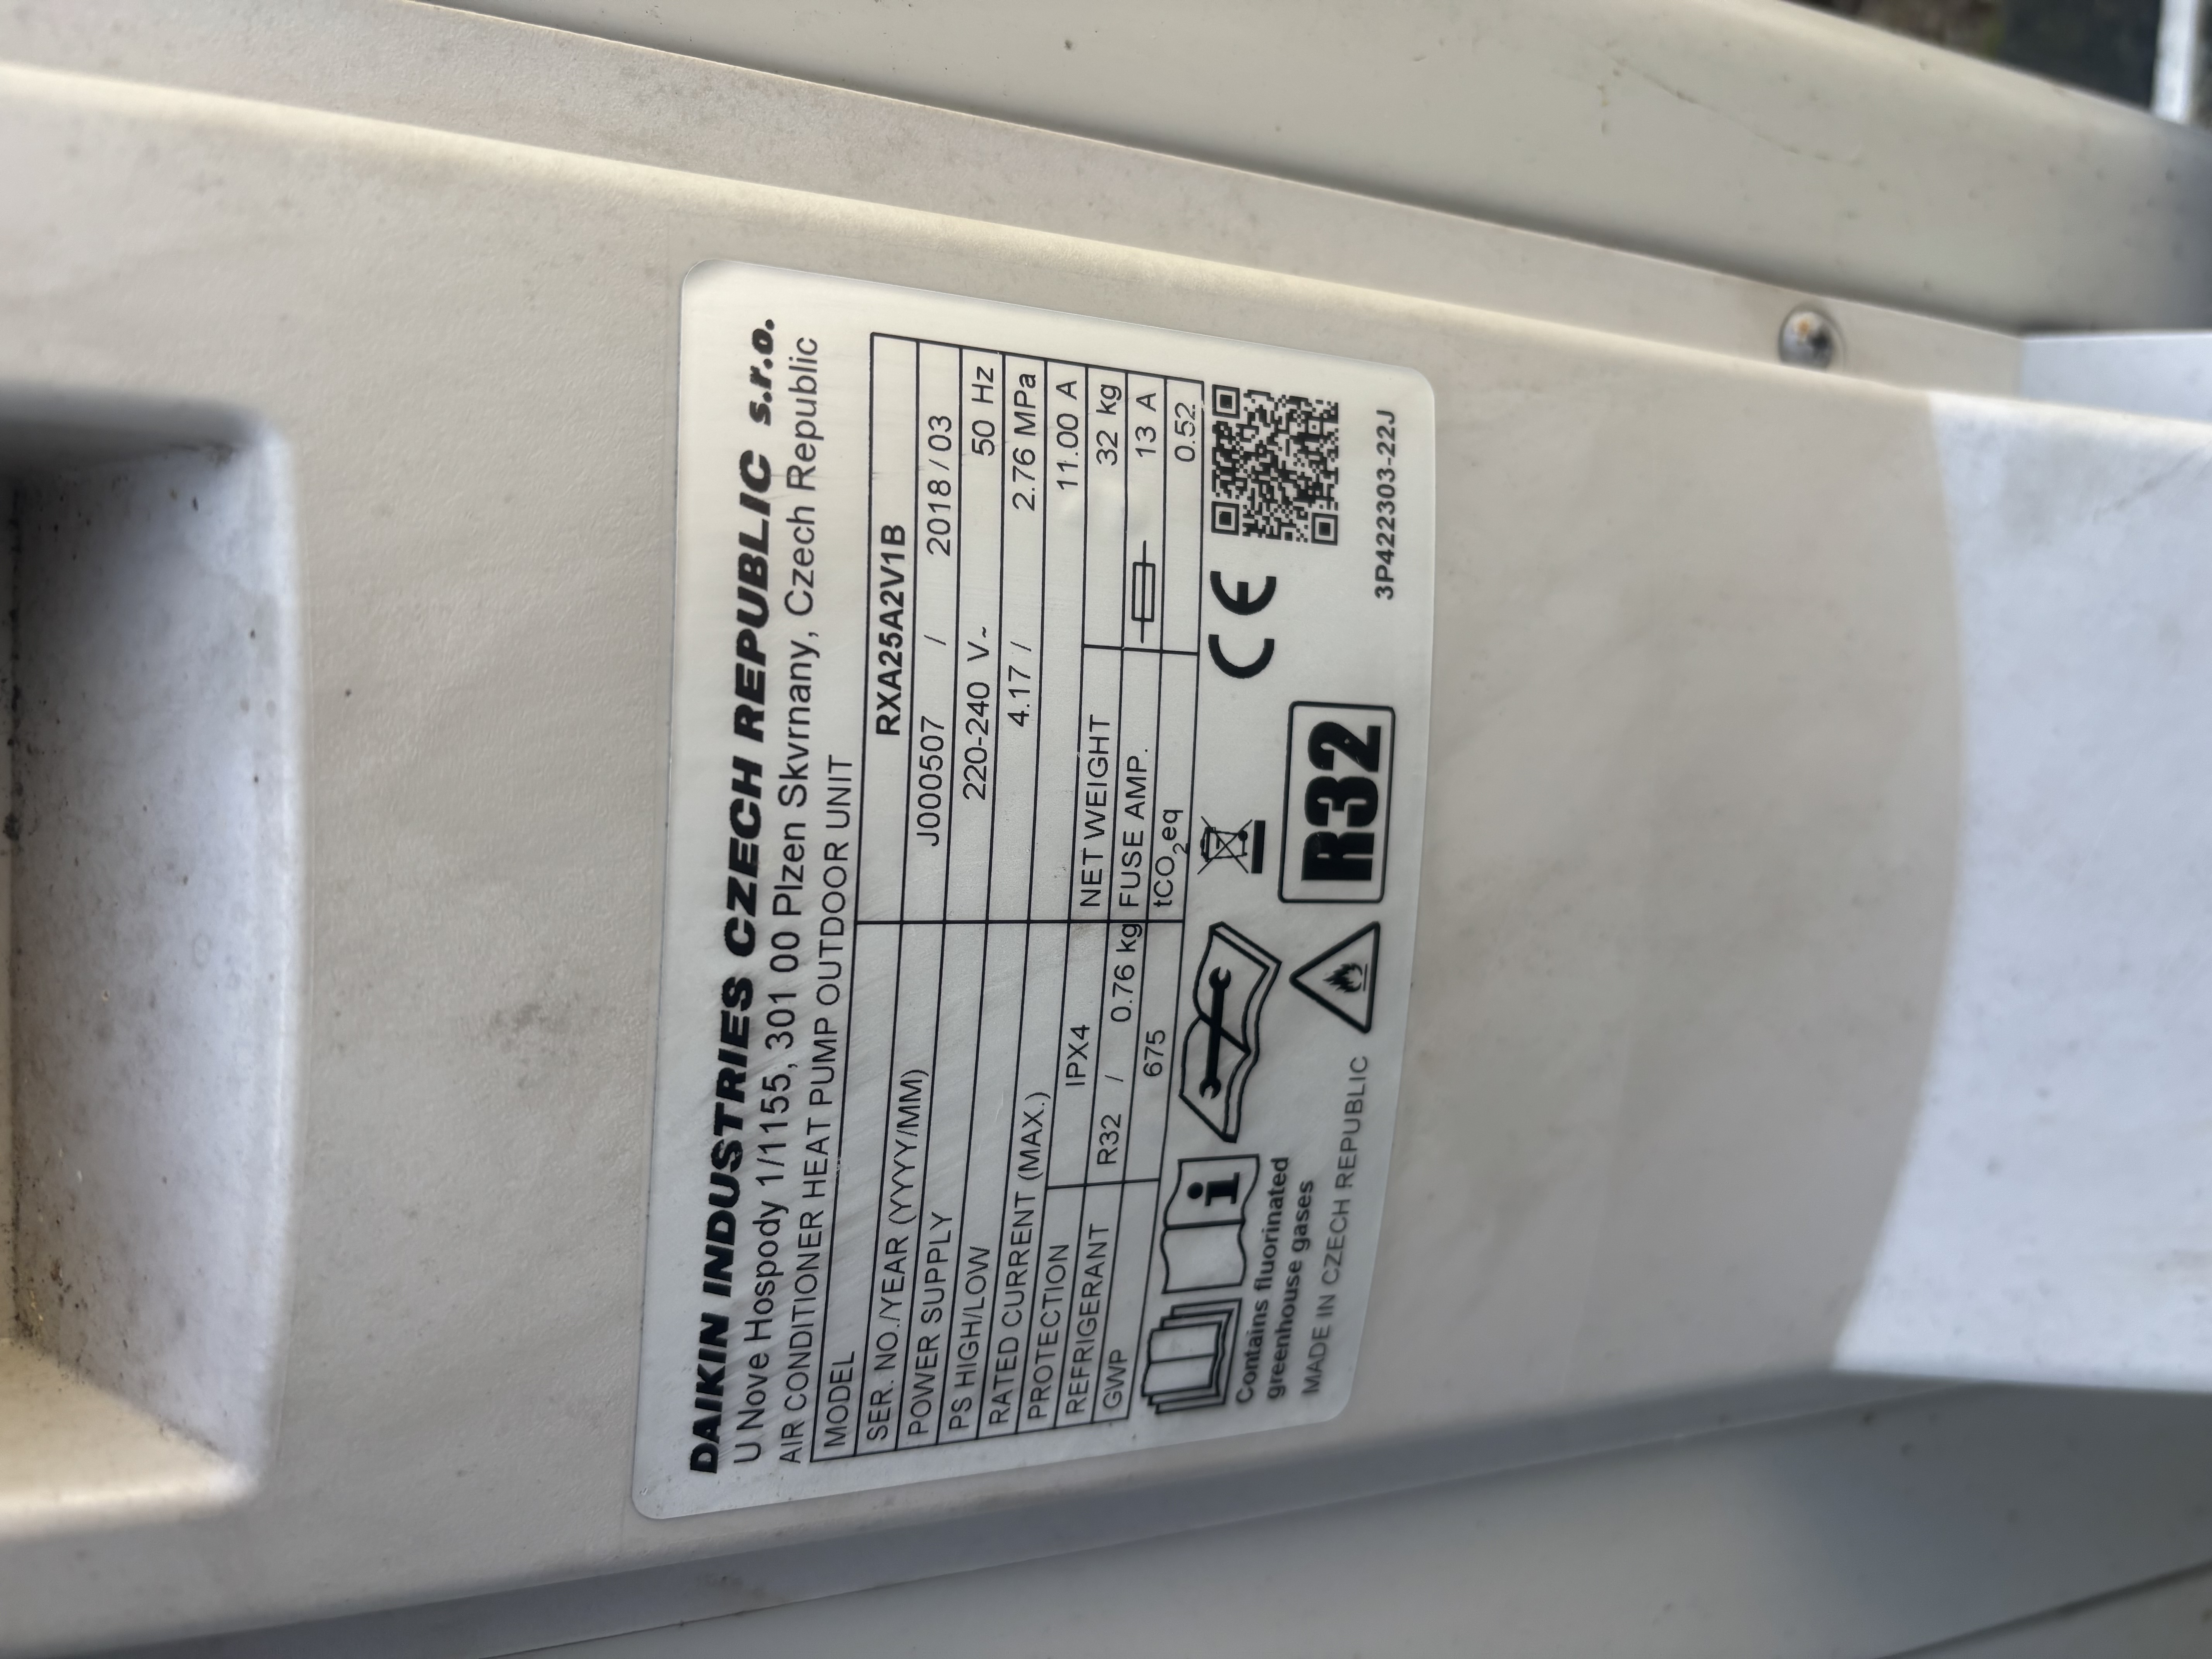 DAIKIN INDUSTRIES CZECH REPUBLIC s.r.o.
U Nove Hospody 1/1155, 301 00 Plzen Skvrnany, Czech Republic
AIR CONDITIONER HEAT PUMP OUTDOOR UNIT
MODEL RXA25A2V1B
SER. NO./YEAR (YYYY/MM) J000507 / 2018 / 03
POWER SUPPLY 220-240 V~ 50 Hz
PS HIGH/LOW 4.17 / 2.76 MPa
RATED CURRENT (MAX.) 11.00 A
PROTECTION IPX4 NET WEIGHT 32 kg
REFRIGERANT R32 / 0.76 kg FUSE AMP. 13 A
GWP 675 tCO2eq 0.52
i
CE
Contains fluorinated
greenhouse gases
R32
MADE IN CZECH REPUBLIC
3P422303-22J